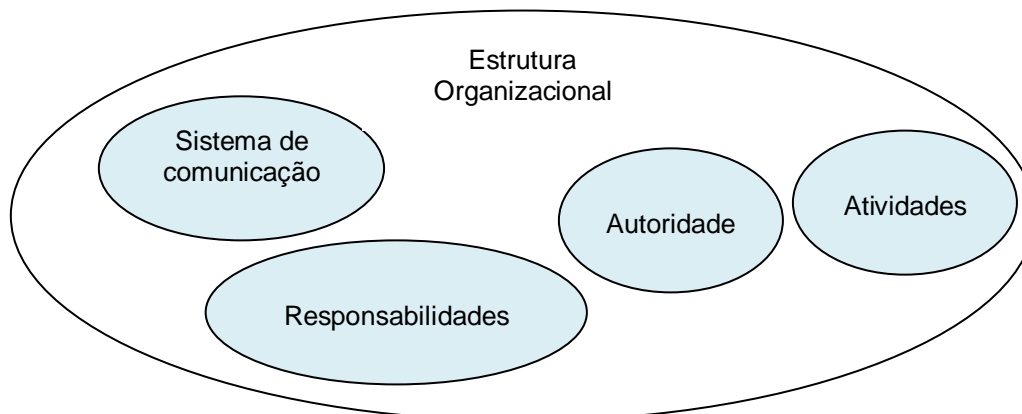 Estrutura
Organizacional
Sistema de
comunicação
Autoridade
Atividades
Responsabilidades